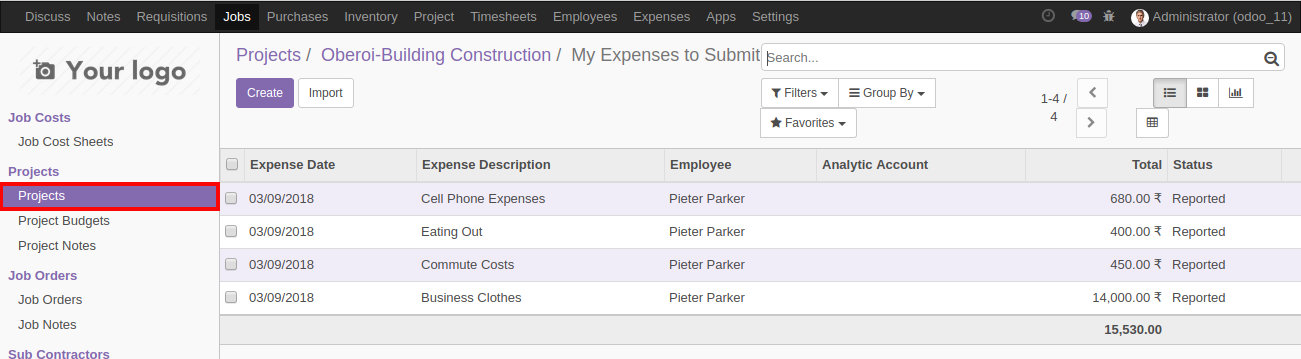 Discuss Notes Requisitions Jobs Purchases Inventory Project Timesheets Employees Expenses Apps Settings 10 Administrator (odoo_11)
Your logo
Projects / Oberoi-Building Construction / My Expenses to Submit
Search...
Create Import
Filters Group By
Favorites
1-4 /
4
Job Costs
Job Cost Sheets
Projects
Projects
Project Budgets
Project Notes
Job Orders
Job Orders
Job Notes
Sub Contractors
Expense Date Expense Description Employee Analytic Account Total Status
03/09/2018 Cell Phone Expenses Pieter Parker 680.00 ₹ Reported
03/09/2018 Eating Out Pieter Parker 400.00 ₹ Reported
03/09/2018 Commute Costs Pieter Parker 450.00 ₹ Reported
03/09/2018 Business Clothes Pieter Parker 14,000.00 ₹ Reported
15,530.00